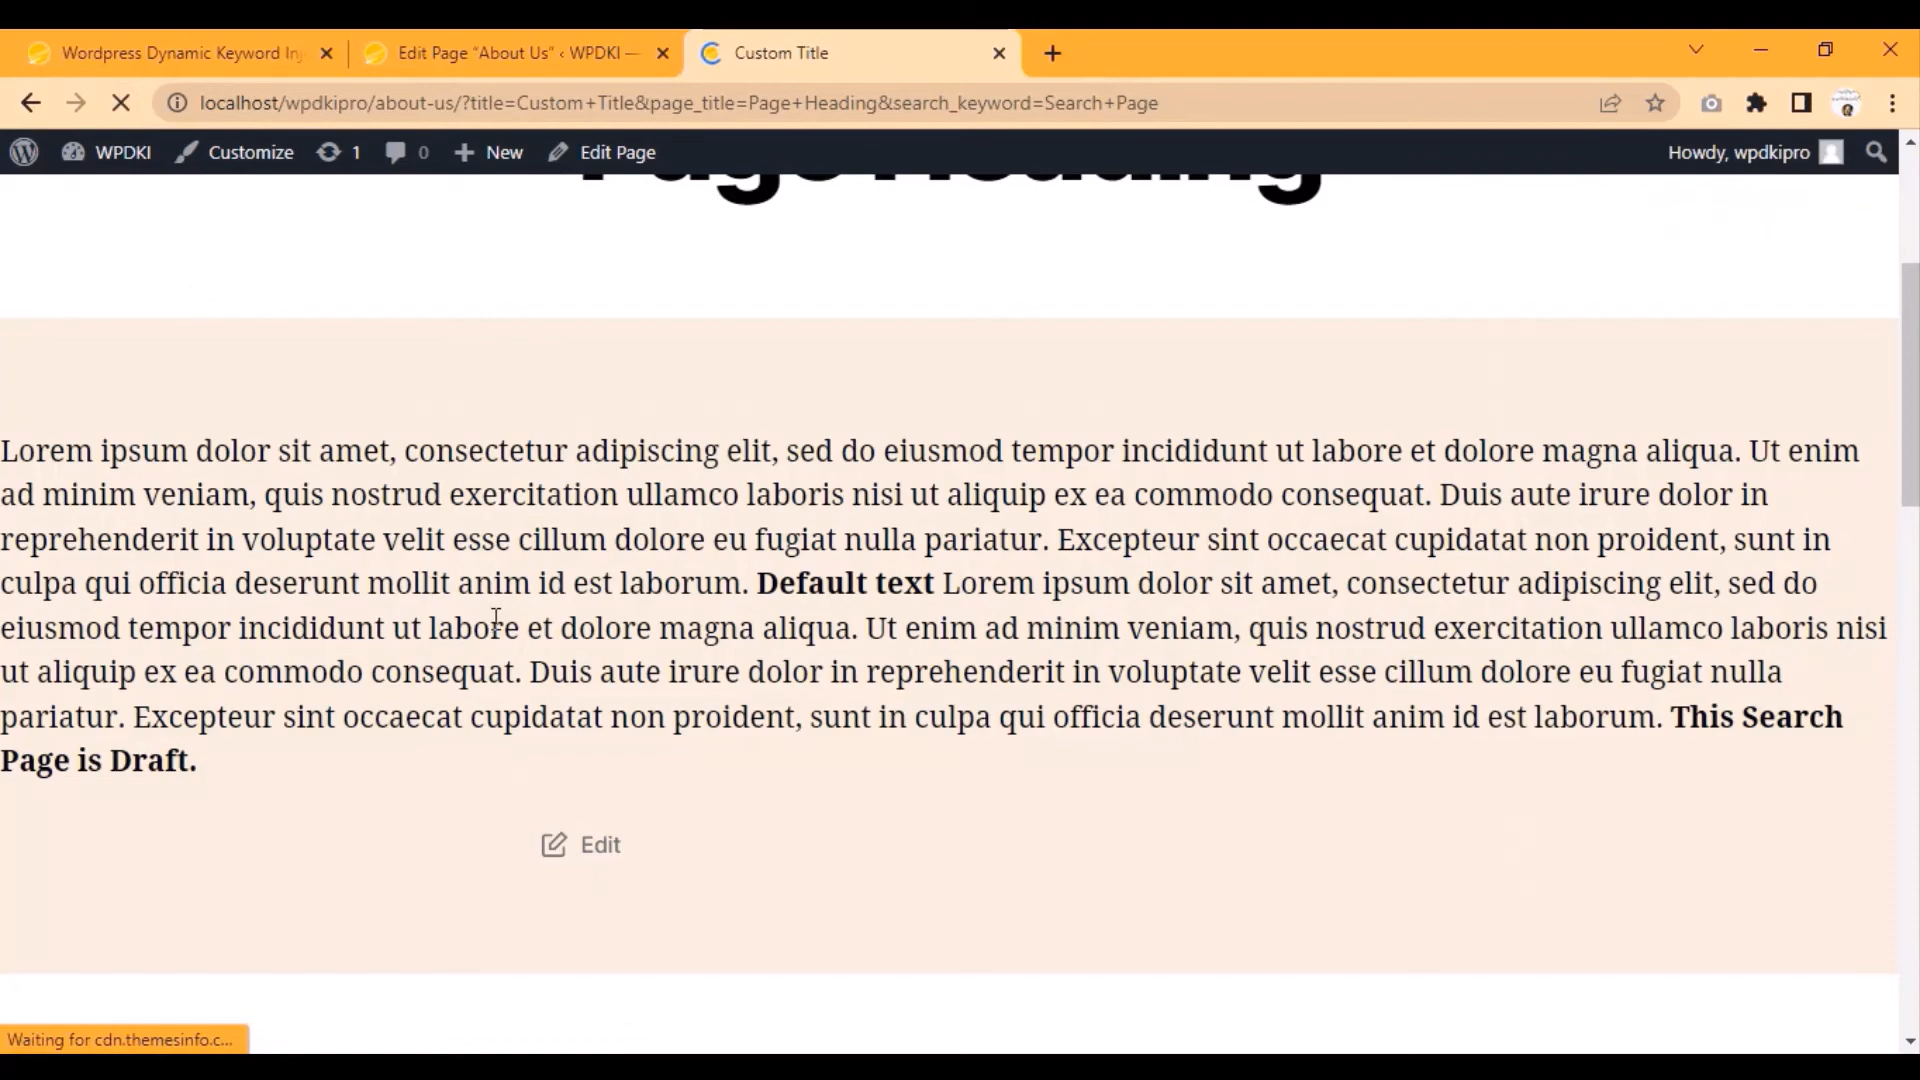 Wordpress Dynamic Keyword Inj
Edit Page “About Us” ‹ WPDKI —
Custom Title
localhost/wpdkipro/about-us/?title=Custom+Title&page_title=Page+Heading&search_keyword=Search+Page
WPDKI
Customize
1
0
New
Edit Page
Howdy, wpdkipro
Page Heading
Lorem ipsum dolor sit amet, consectetur adipiscing elit, sed do eiusmod tempor incididunt ut labore et dolore magna aliqua. Ut enim
ad minim veniam, quis nostrud exercitation ullamco laboris nisi ut aliquip ex ea commodo consequat. Duis aute irure dolor in
reprehenderit in voluptate velit esse cillum dolore eu fugiat nulla pariatur. Excepteur sint occaecat cupidatat non proident, sunt in
culpa qui officia deserunt mollit anim id est laborum. Default text Lorem ipsum dolor sit amet, consectetur adipiscing elit, sed do
eiusmod tempor incididunt ut labore et dolore magna aliqua. Ut enim ad minim veniam, quis nostrud exercitation ullamco laboris nisi
ut aliquip ex ea commodo consequat. Duis aute irure dolor in reprehenderit in voluptate velit esse cillum dolore eu fugiat nulla
pariatur. Excepteur sint occaecat cupidatat non proident, sunt in culpa qui officia deserunt mollit anim id est laborum. This Search
Page is Draft.
Edit
Waiting for cdn.themesinfo.c...